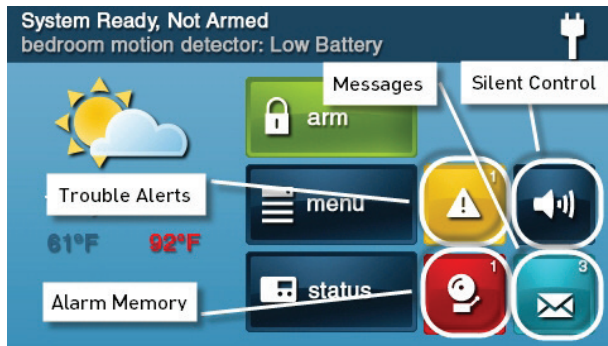 System Ready, Not Armed
bedroom motion detector: Low Battery
Messages
Silent Control
arm
Trouble Alerts
menu
1
61°F
92°F
Alarm Memory
status
1
3